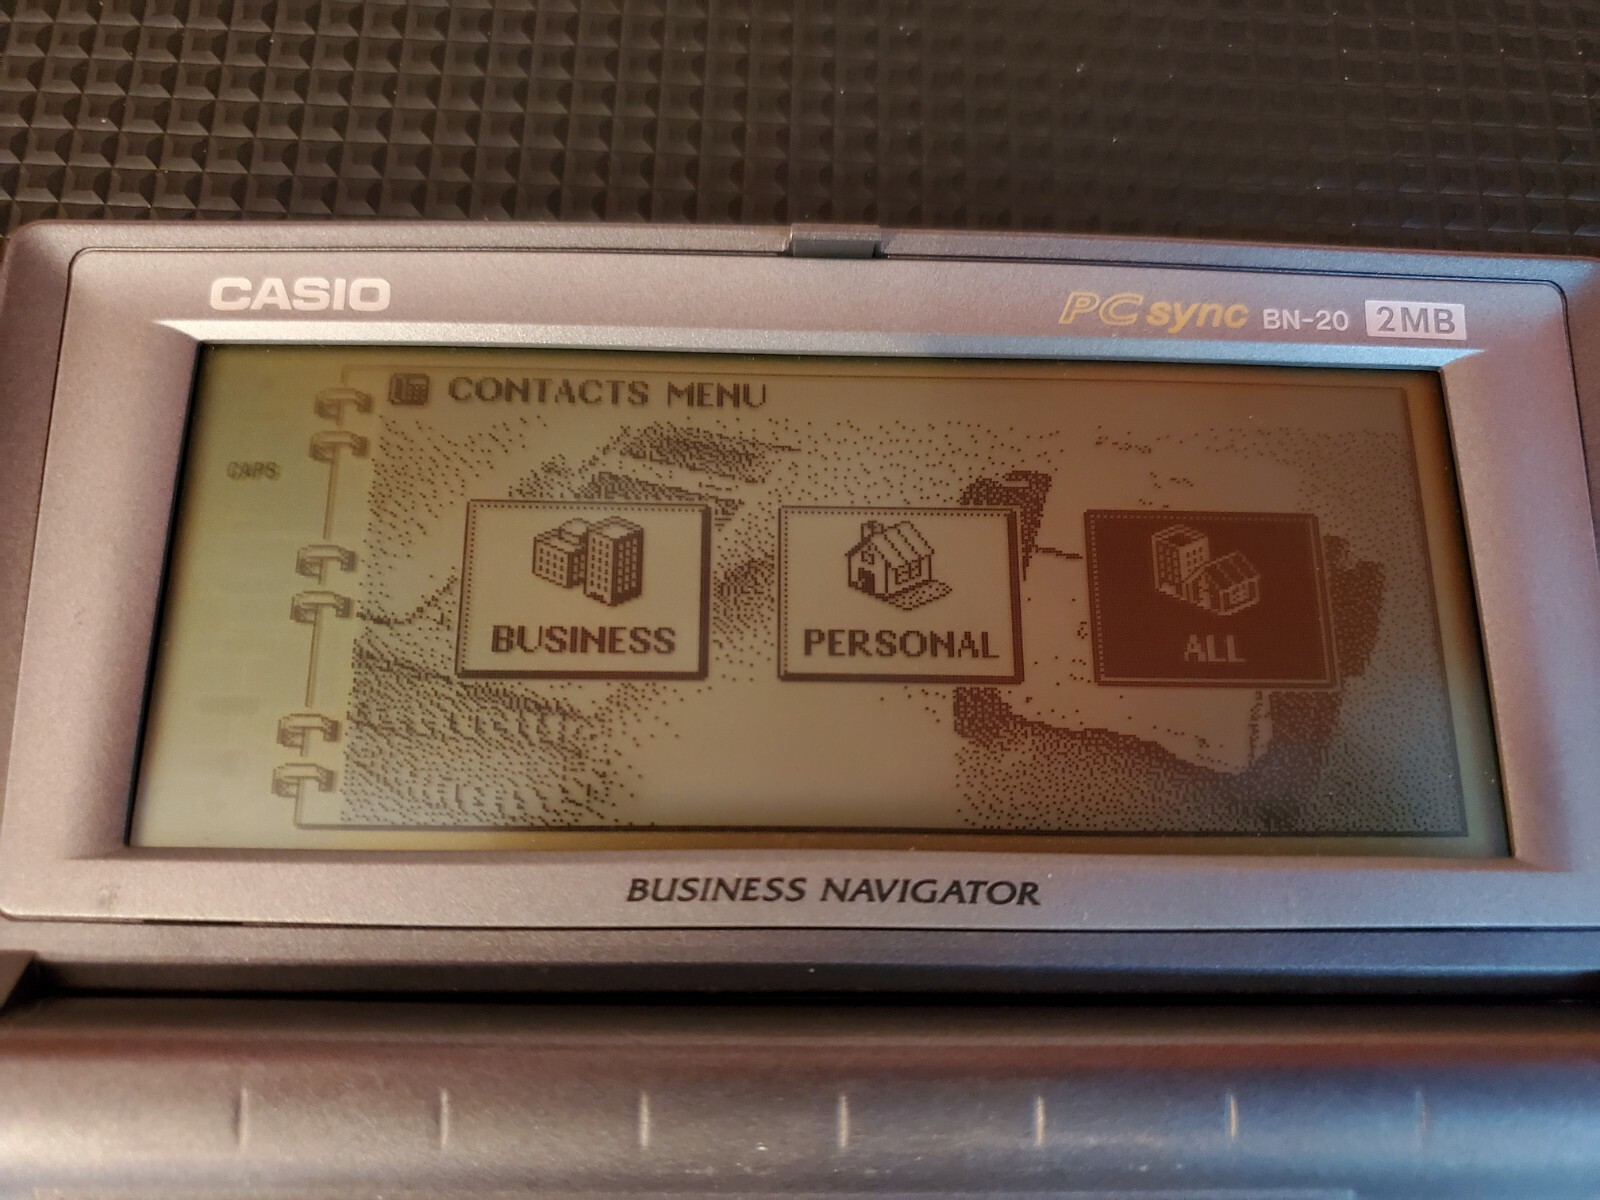 CASIO
PC sync BN-20 2MB
CONTACTS MENU
CAPS
BUSINESS
PERSONAL
ALL
BUSINESS NAVIGATOR